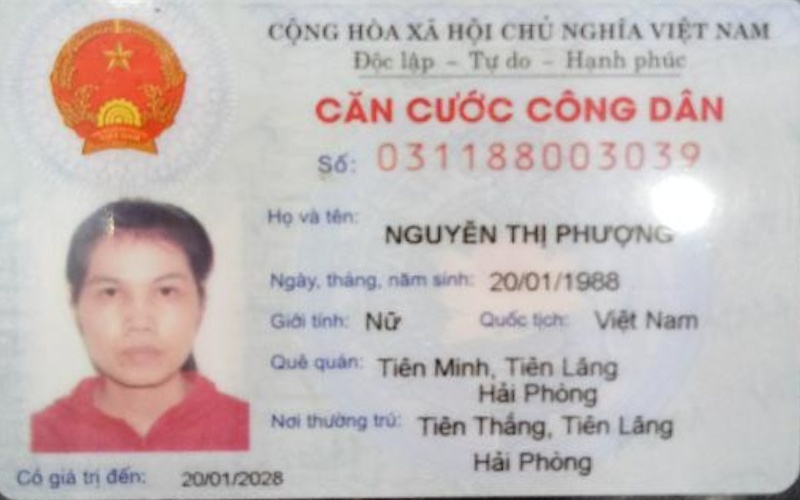 CỘNG HÒA XÃ HỘI CHỦ NGHĨA VIỆT NAM
Độc lập - Tự do - Hạnh phúc
CĂN CƯỚC CÔNG DÂN
Số: 031188003039
Họ và tên: NGUYỄN THỊ PHƯỢNG
Ngày, tháng, năm sinh: 20/01/1988
Giới tính: Nữ Quốc tịch: Việt Nam
Quê quán: Tiên Minh, Tiên Lãng
Hải Phòng
Nơi thường trú: Tiên Thắng, Tiên Lãng
Hải Phòng
Có giá trị đến: 20/01/2028